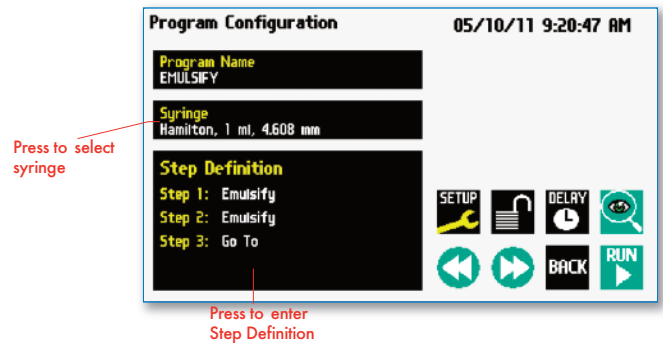 Program Configuration
05/10/11 9:20:47 AM
Program Name
EMULSIFY
Syringe
Hamilton, 1 ml, 4.608 mm
Press to select
syringe
Step Definition
Step 1: Emulsify
Step 2: Emulsify
Step 3: Go To
SETUP
DELAY
BACK
RUN
Press to enter
Step Definition